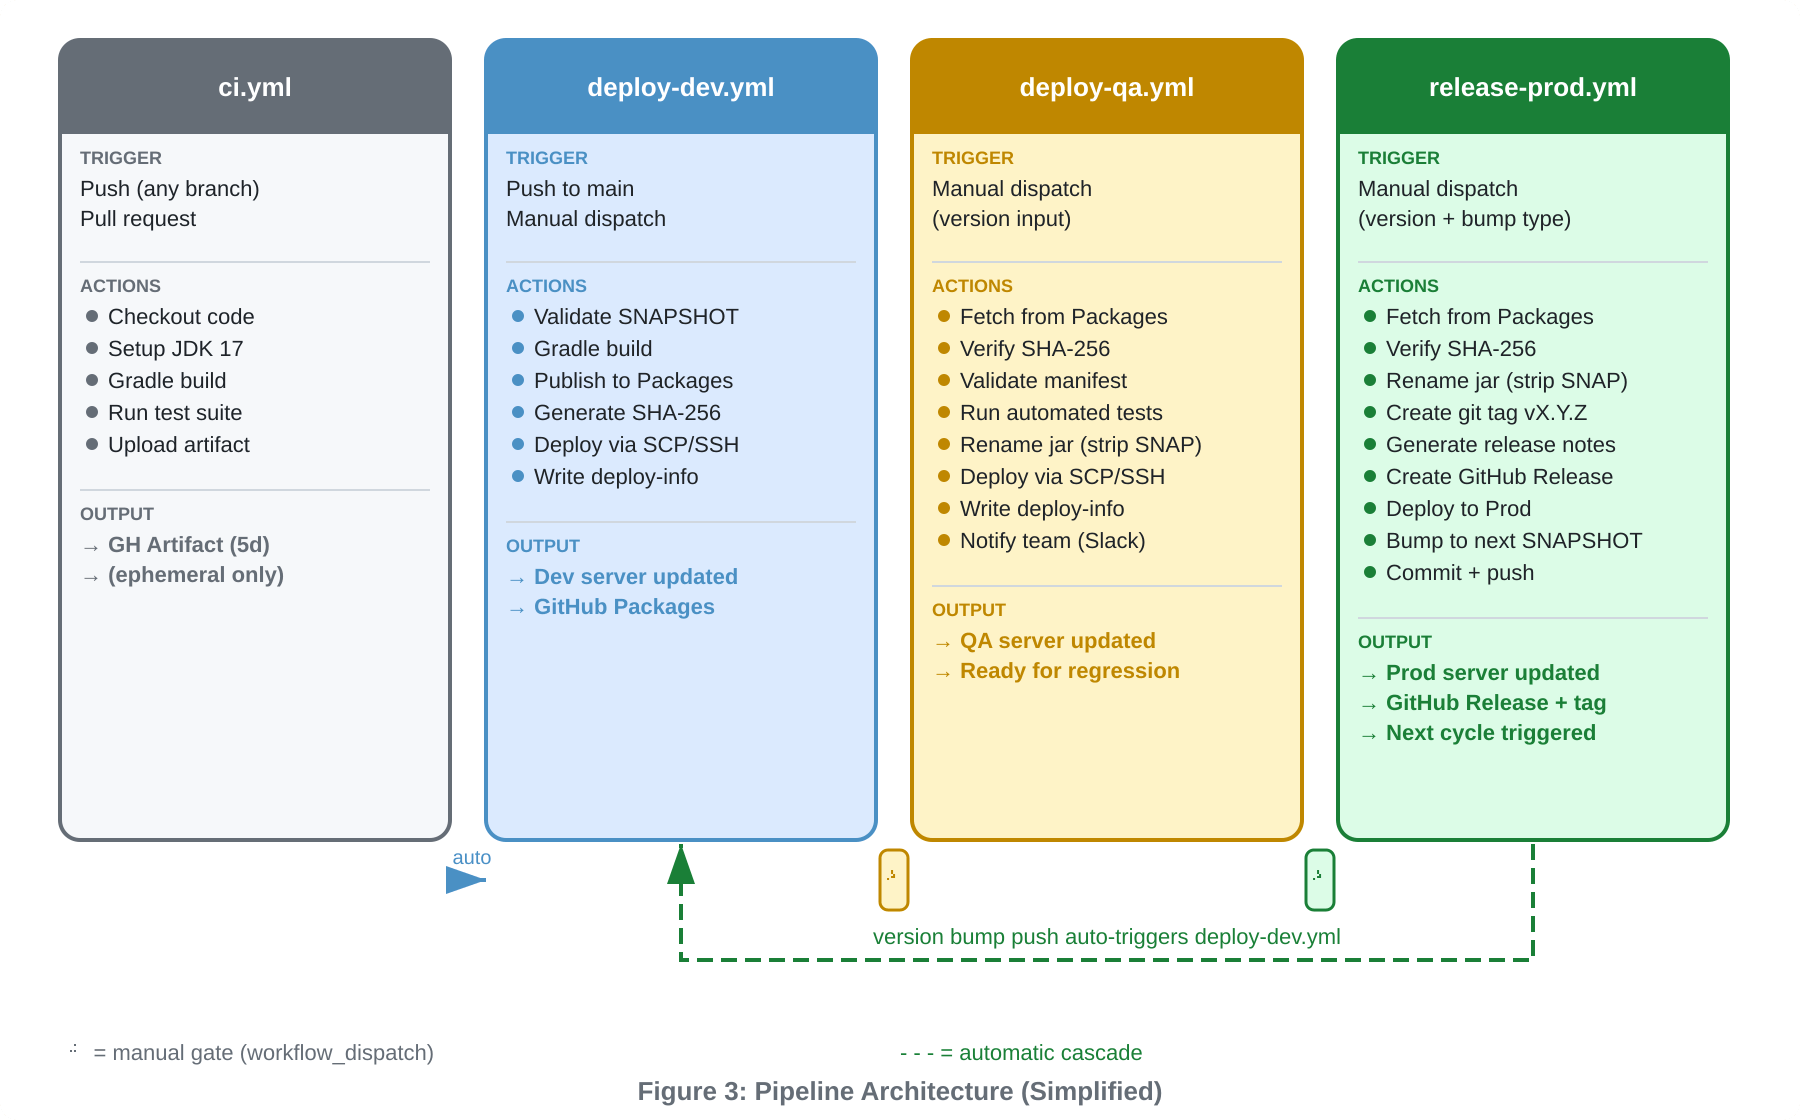 ci.yml
TRIGGER
Push (any branch)
Pull request
ACTIONS
Checkout code
Setup JDK 17
Gradle build
Run test suite
Upload artifact
OUTPUT
→ GH Artifact (5d)
→ (ephemeral only)
deploy-dev.yml
TRIGGER
Push to main
Manual dispatch
ACTIONS
Validate SNAPSHOT
Gradle build
Publish to Packages
Generate SHA-256
Deploy via SCP/SSH
Write deploy-info
OUTPUT
→ Dev server updated
→ GitHub Packages
deploy-qa.yml
TRIGGER
Manual dispatch
(version input)
ACTIONS
Fetch from Packages
Verify SHA-256
Validate manifest
Run automated tests
Rename jar (strip SNAP)
Deploy via SCP/SSH
Write deploy-info
Notify team (Slack)
OUTPUT
→ QA server updated
→ Ready for regression
release-prod.yml
TRIGGER
Manual dispatch
(version + bump type)
ACTIONS
Fetch from Packages
Verify SHA-256
Rename jar (strip SNAP)
Create git tag vX.Y.Z
Generate release notes
Create GitHub Release
Deploy to Prod
Bump to next SNAPSHOT
Commit + push
OUTPUT
→ Prod server updated
→ GitHub Release + tag
→ Next cycle triggered
auto
version bump push auto-triggers deploy-dev.yml
= manual gate (workflow_dispatch)
- - - = automatic cascade
Figure 3: Pipeline Architecture (Simplified)